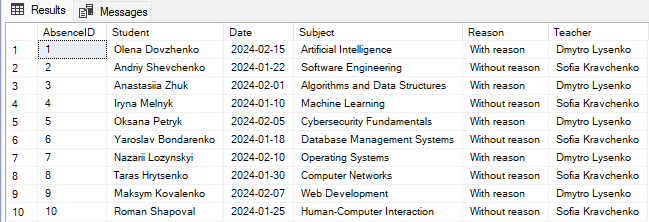 Results Messages
AbsenceID Student Date Subject Reason Teacher
1 1 Olena Dovzhenko 2024-02-15 Artificial Intelligence With reason Dmytro Lysenko
2 2 Andriy Shevchenko 2024-01-22 Software Engineering Without reason Sofia Kravchenko
3 3 Anastasiia Zhuk 2024-02-01 Algorithms and Data Structures With reason Dmytro Lysenko
4 4 Iryna Melnyk 2024-01-10 Machine Learning Without reason Sofia Kravchenko
5 5 Oksana Petryk 2024-02-05 Cybersecurity Fundamentals With reason Dmytro Lysenko
6 6 Yaroslav Bondarenko 2024-01-18 Database Management Systems Without reason Sofia Kravchenko
7 7 Nazarii Lozynskyi 2024-02-10 Operating Systems With reason Dmytro Lysenko
8 8 Taras Hrytsenko 2024-01-30 Computer Networks Without reason Sofia Kravchenko
9 9 Maksym Kovalenko 2024-02-07 Web Development With reason Dmytro Lysenko
10 10 Roman Shapoval 2024-01-25 Human-Computer Interaction Without reason Sofia Kravchenko